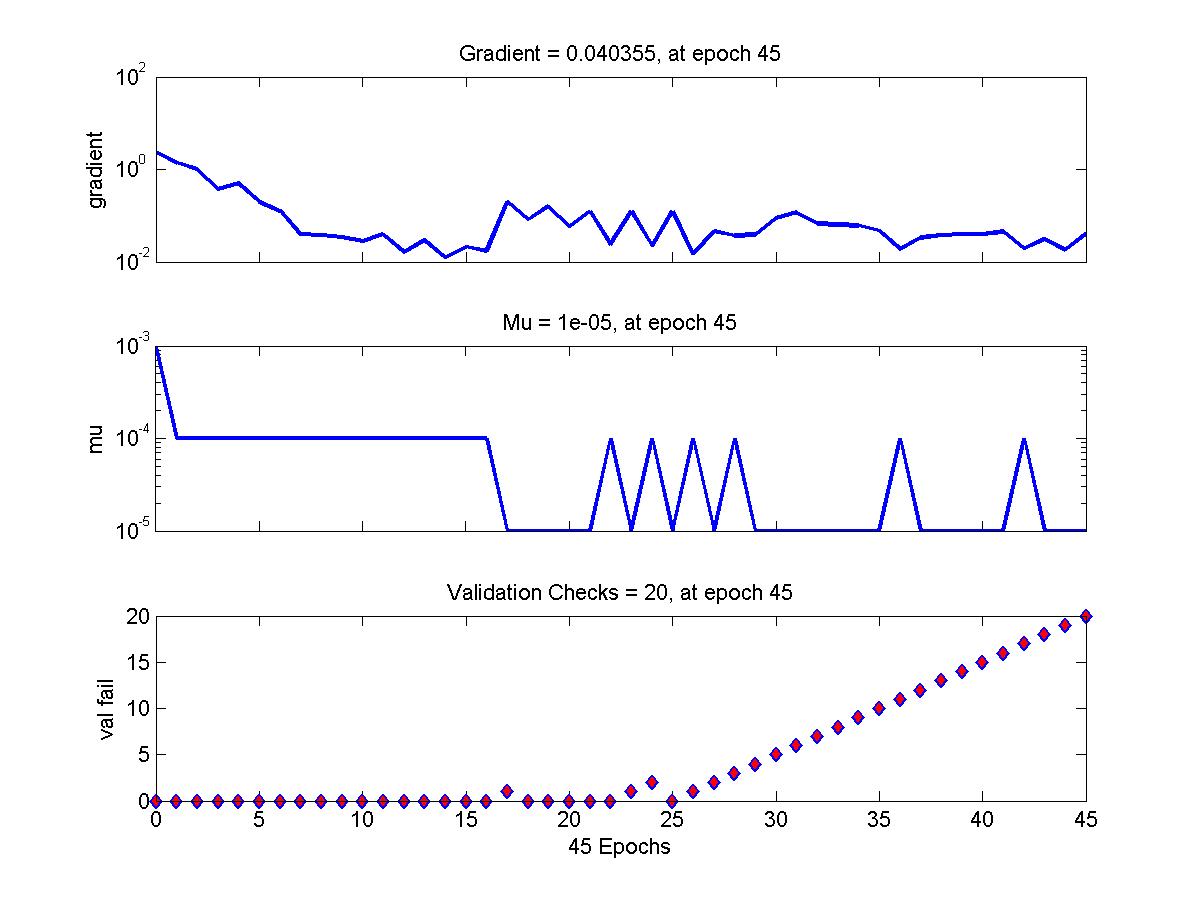 Gradient = 0.040355, at epoch 45
10^2
10^0
10^-2
gradient
Mu = 1e-05, at epoch 45
10^-3
10^-4
10^-5
mu
Validation Checks = 20, at epoch 45
20
15
10
5
0
val fail
0 5 10 15 20 25 30 35 40 45
45 Epochs